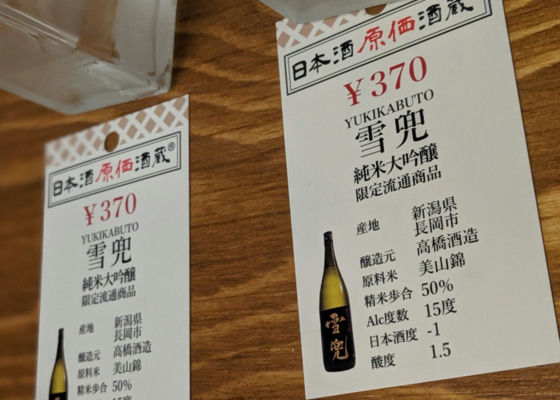 日本酒原価酒蔵®
¥370
YUKIKABUTO
雪兜
純米大吟醸
限定流通商品
産地 新潟県
長岡市
醸造元 高橋酒造
原料米 美山錦
精米歩合 50%
日本酒原価酒蔵
¥370
YUKIKABUTO
雪兜
純米大吟醸
限定流通商品
産地 新潟県
長岡市
醸造元 高橋酒造
原料米 美山錦
精米歩合 50%
Alc度数 15度
日本酒度 -1
酸度 1.5
雪兜